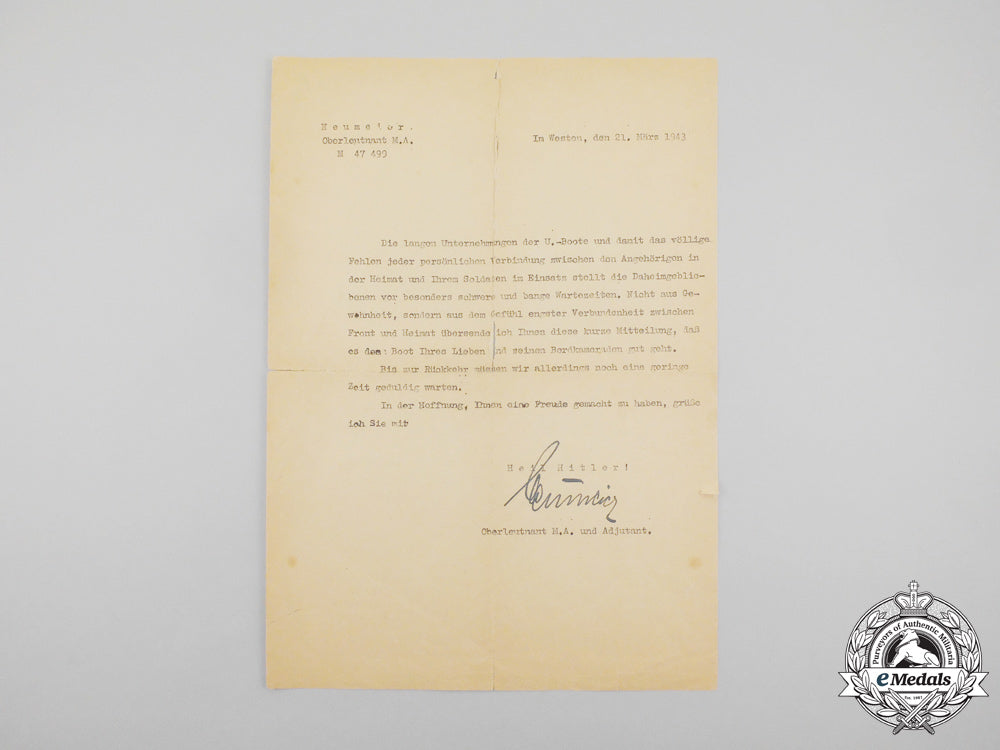 Neumeier.
Oberleutnant M.A.
M 47 499
Im Westen, den 21. März 1943
Die langen Unternehmungen der U.-Boote und damit das völlige
Fehlen jeder persönlichen Verbindung zwischen den Angehörigen in
der Heimat und Ihrem Soldaten im Einsatz stellt die Daheimgeblie-
benen vor besonders schwere und bange Wartezeiten. Nicht aus Ge-
wohnheit, sondern aus dem Gefühl engster Verbundenheit zwischen
Front und Heimat übersende ich Ihnen diese kurze Mitteilung, daß
es dem Boot Ihres Lieben und seinen Bordkameraden gut geht.
Bis zur Rückkehr müssen wir allerdings noch eine geringe
Zeit geduldig warten.
In der Hoffnung, Ihnen eine Freude gemacht zu haben, grüße
ich Sie mit
Heil Hitler!
Neumeier
Oberleutnant M.A. und Adjutant.
Purveyors of Authentic Militaria
eMedals
Est. 1987